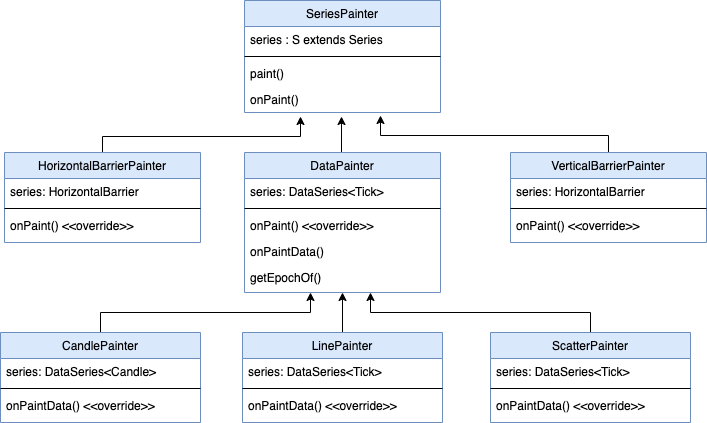 SeriesPainter
series : S extends Series
paint()
onPaint()
HorizontalBarrierPainter
series: HorizontalBarrier
onPaint() <<override>>
DataPainter
series: DataSeries<Tick>
onPaint() <<override>>
onPaintData()
getEpochOf()
VerticalBarrierPainter
series: HorizontalBarrier
onPaint() <<override>>
CandlePainter
series: DataSeries<Candle>
onPaintData() <<override>>
LinePainter
series: DataSeries<Tick>
onPaintData() <<override>>
ScatterPainter
series: DataSeries<Tick>
onPaintData() <<override>>